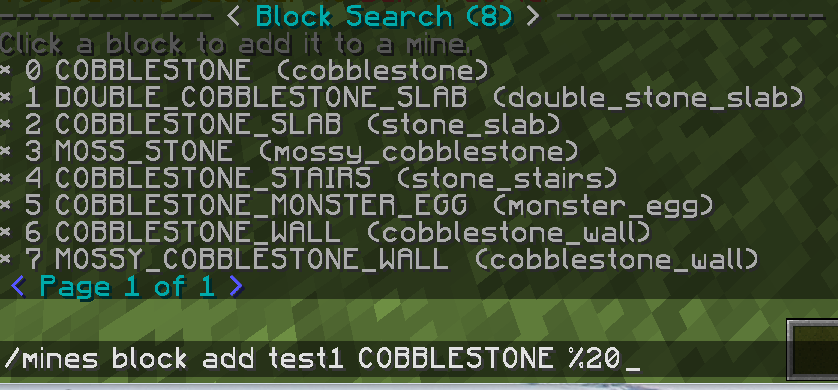 ------------ < Block Search (8) > ---------------
Click a block to add it to a mine.
* 0 COBBLESTONE (cobblestone)
* 1 DOUBLE_COBBLESTONE_SLAB (double_stone_slab)
* 2 COBBLESTONE_SLAB (stone_slab)
* 3 MOSS_STONE (mossy_cobblestone)
* 4 COBBLESTONE_STAIRS (stone_stairs)
* 5 COBBLESTONE_MONSTER_EGG (monster_egg)
* 6 COBBLESTONE_WALL (cobblestone_wall)
* 7 MOSSY_COBBLESTONE_WALL (cobblestone_wall)
< Page 1 of 1 >
/mines block add test1 COBBLESTONE %20_